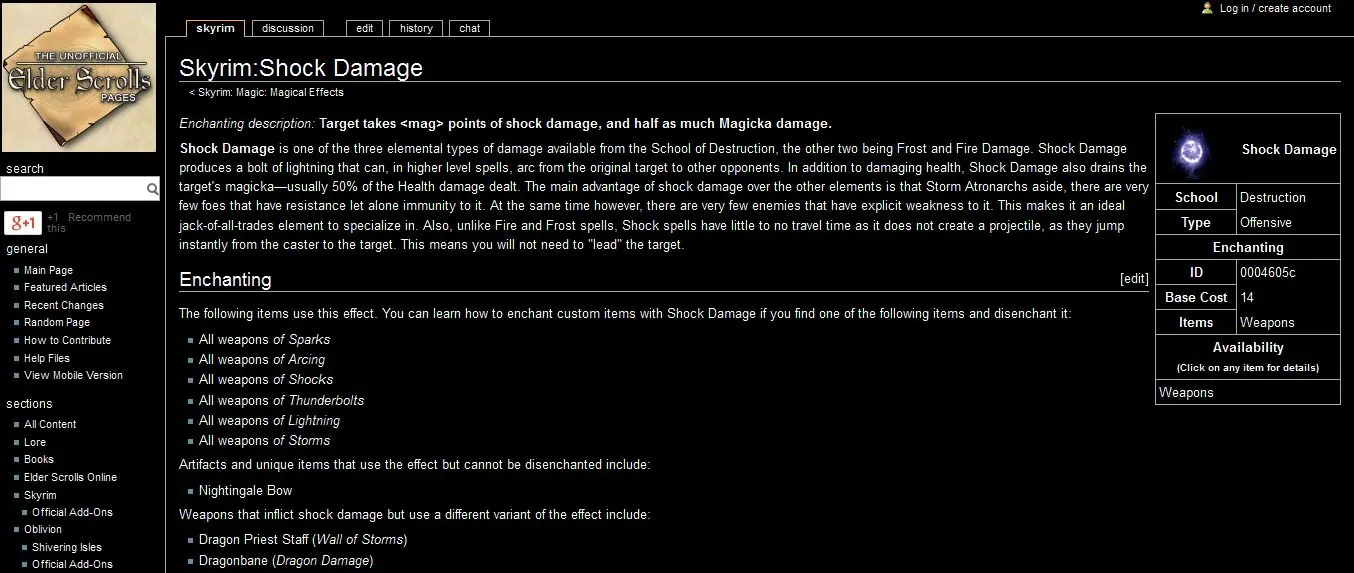 Log in / create account
skyrim discussion edit history chat
THE UNOFFICIAL
Elder Scrolls
PAGES
search
g+1 +1 Recommend
this
general
Main Page
Featured Articles
Recent Changes
Random Page
How to Contribute
Help Files
View Mobile Version
sections
All Content
Lore
Books
Elder Scrolls Online
Skyrim
Official Add-Ons
Oblivion
Shivering Isles
Official Add-Ons
Skyrim:Shock Damage
< Skyrim: Magic: Magical Effects
Enchanting description: Target takes <mag> points of shock damage, and half as much Magicka damage.
Shock Damage is one of the three elemental types of damage available from the School of Destruction, the other two being Frost and Fire Damage. Shock Damage
produces a bolt of lightning that can, in higher level spells, arc from the original target to other opponents. In addition to damaging health, Shock Damage also drains the
target's magicka—usually 50% of the Health damage dealt. The main advantage of shock damage over the other elements is that Storm Atronarchs aside, there are very
few foes that have resistance let alone immunity to it. At the same time however, there are very few enemies that have explicit weakness to it. This makes it an ideal
jack-of-all-trades element to specialize in. Also, unlike Fire and Frost spells, Shock spells have little to no travel time as it does not create a projectile, as they jump
instantly from the caster to the target. This means you will not need to "lead" the target.
Enchanting [edit]
The following items use this effect. You can learn how to enchant custom items with Shock Damage if you find one of the following items and disenchant it:
All weapons of Sparks
All weapons of Arcing
All weapons of Shocks
All weapons of Thunderbolts
All weapons of Lightning
All weapons of Storms
Artifacts and unique items that use the effect but cannot be disenchanted include:
Nightingale Bow
Weapons that inflict shock damage but use a different variant of the effect include:
Dragon Priest Staff (Wall of Storms)
Dragonbane (Dragon Damage)
Shock Damage
School Destruction
Type Offensive
Enchanting
ID 0004605c
Base Cost 14
Items Weapons
Availability
(Click on any item for details)
Weapons